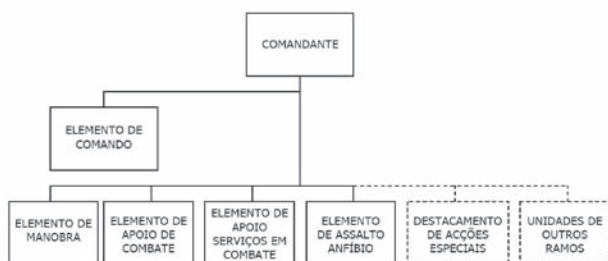 COMANDANTE
ELEMENTO DE
COMANDO
ELEMENTO DE
MANOBRA
ELEMENTO DE
APOIO DE
COMBATE
ELEMENTO DE
APOIO
SERVIÇOS EM
COMBATE
ELEMENTO
DE ASSALTO
ANFÍBIO
DESTACAMENTO
DE ACÇÕES
ESPECIAIS
UNIDADES DE
OUTROS
RAMOS